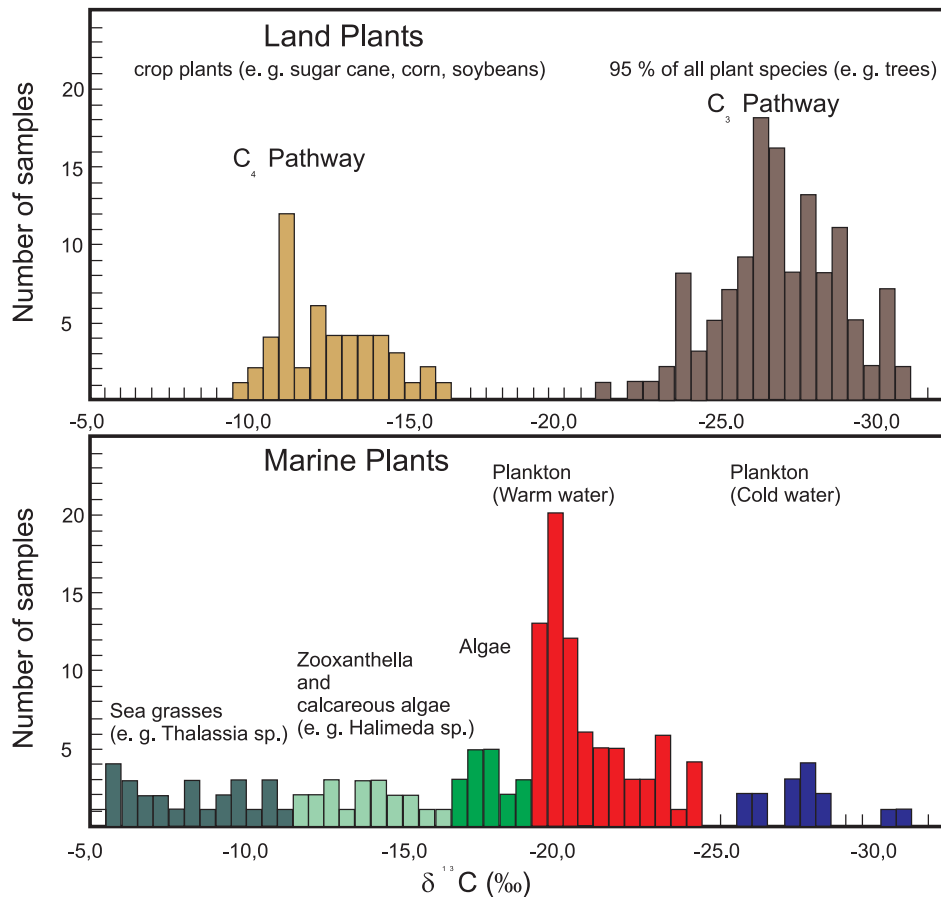 Land Plants
crop plants (e. g. sugar cane, corn, soybeans)
95 % of all plant species (e. g. trees)
C₃ Pathway
C₄ Pathway
Number of samples
20
15
10
5
-5,0
-10,0
-15.0
-20,0
-25.0
-30,0
Marine Plants
Plankton
(Warm water)
Plankton
(Cold water)
Algae
Zooxanthella
and
calcareous algae
(e. g. Halimeda sp.)
Sea grasses
(e. g. Thalassia sp.)
Number of samples
20
15
10
5
-5,0
-10,0
-15,0
-20,0
-25.0
-30,0
δ ¹³ C (‰)